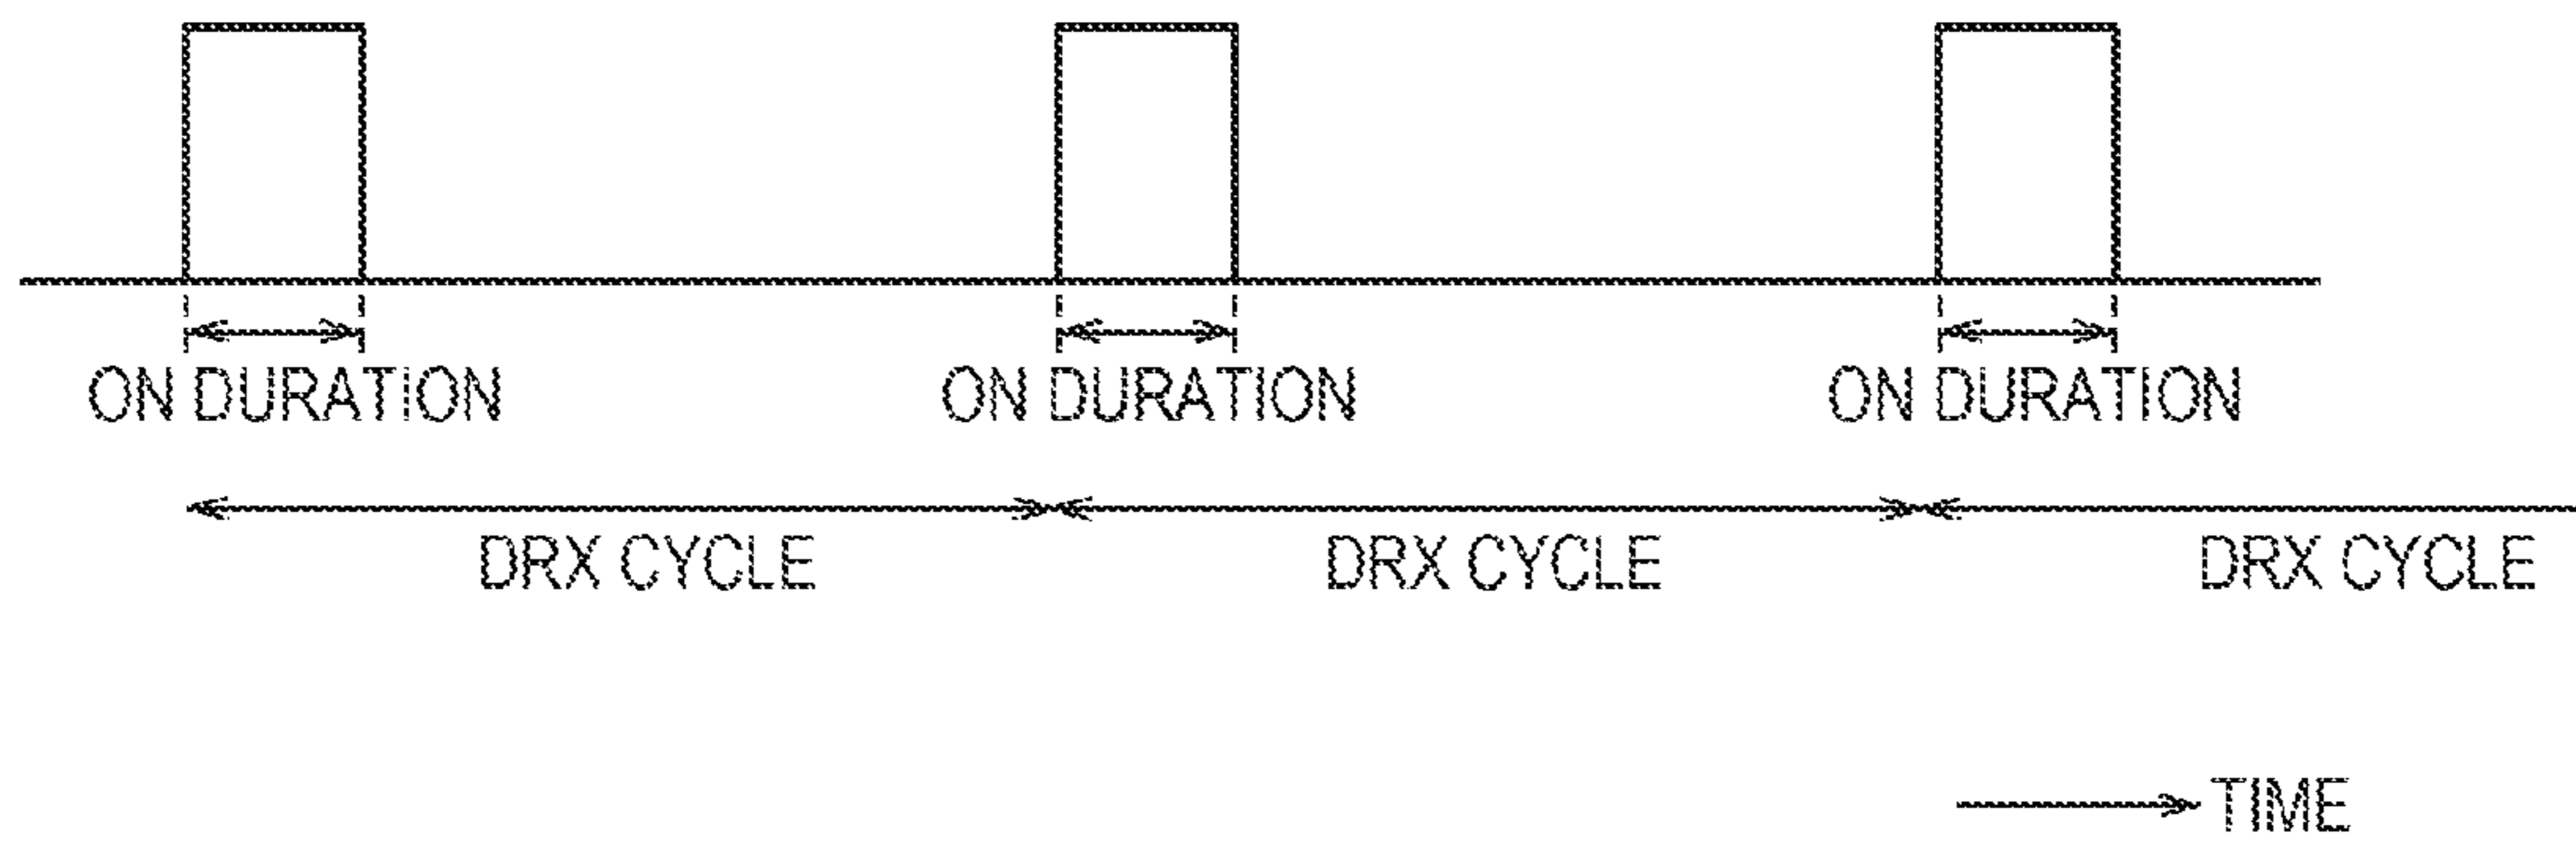 ON DURATION ON DURATION ON DURATION
DRX CYCLE DRX CYCLE DRX CYCLE
TIME